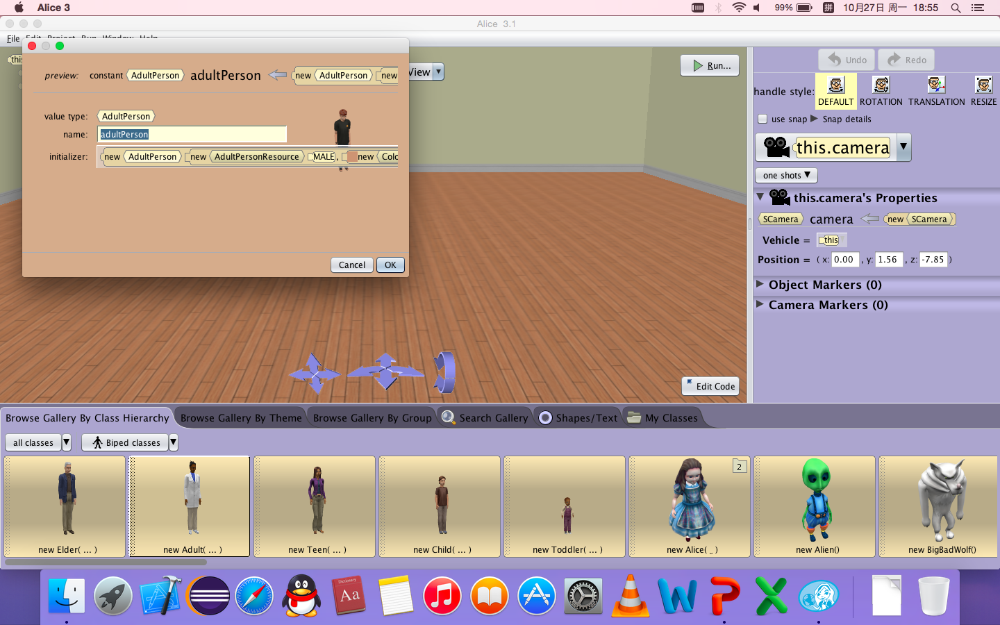 Alice 3
99%
拼
10月27日 周一 18:55
Alice 3.1
File Edit Project Run Window Help
this
preview: constant AdultPerson adultPerson new AdultPerson new
value type: AdultPerson
name: adultPerson
initializer: new AdultPerson new AdultPersonResource MALE, new Colo
Cancel OK
View
Run...
Edit Code
Undo Redo
handle style: DEFAULT ROTATION TRANSLATION RESIZE
use snap Snap details
this.camera
one shots
this.camera's Properties
SCamera camera new SCamera
Vehicle = this
Position = ( x: 0.00 , y: 1.56 , z: -7.85 )
Object Markers (0)
Camera Markers (0)
Browse Gallery By Class Hierarchy Browse Gallery By Theme Browse Gallery By Group Search Gallery Shapes/Text My Classes
all classes Biped classes
2
new Elder( ... ) new Adult( ... ) new Teen( ... ) new Child( ... ) new Toddler( ... ) new Alice( ... ) new Alien() new BigBadWolf()
Dictionary
Aa